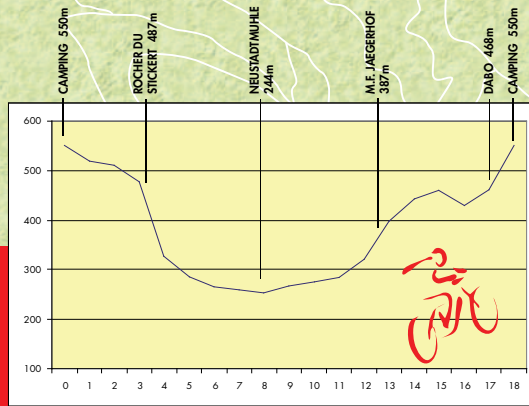 CAMPING 550m
ROCHER DU
STICKERT 487m
NEUSTADTMUHLE
244m
M.F. JAEGERHOF
387m
DABO 468m
CAMPING 550m
600
500
400
300
200
100
0 1 2 3 4 5 6 7 8 9 10 11 12 13 14 15 16 17 18